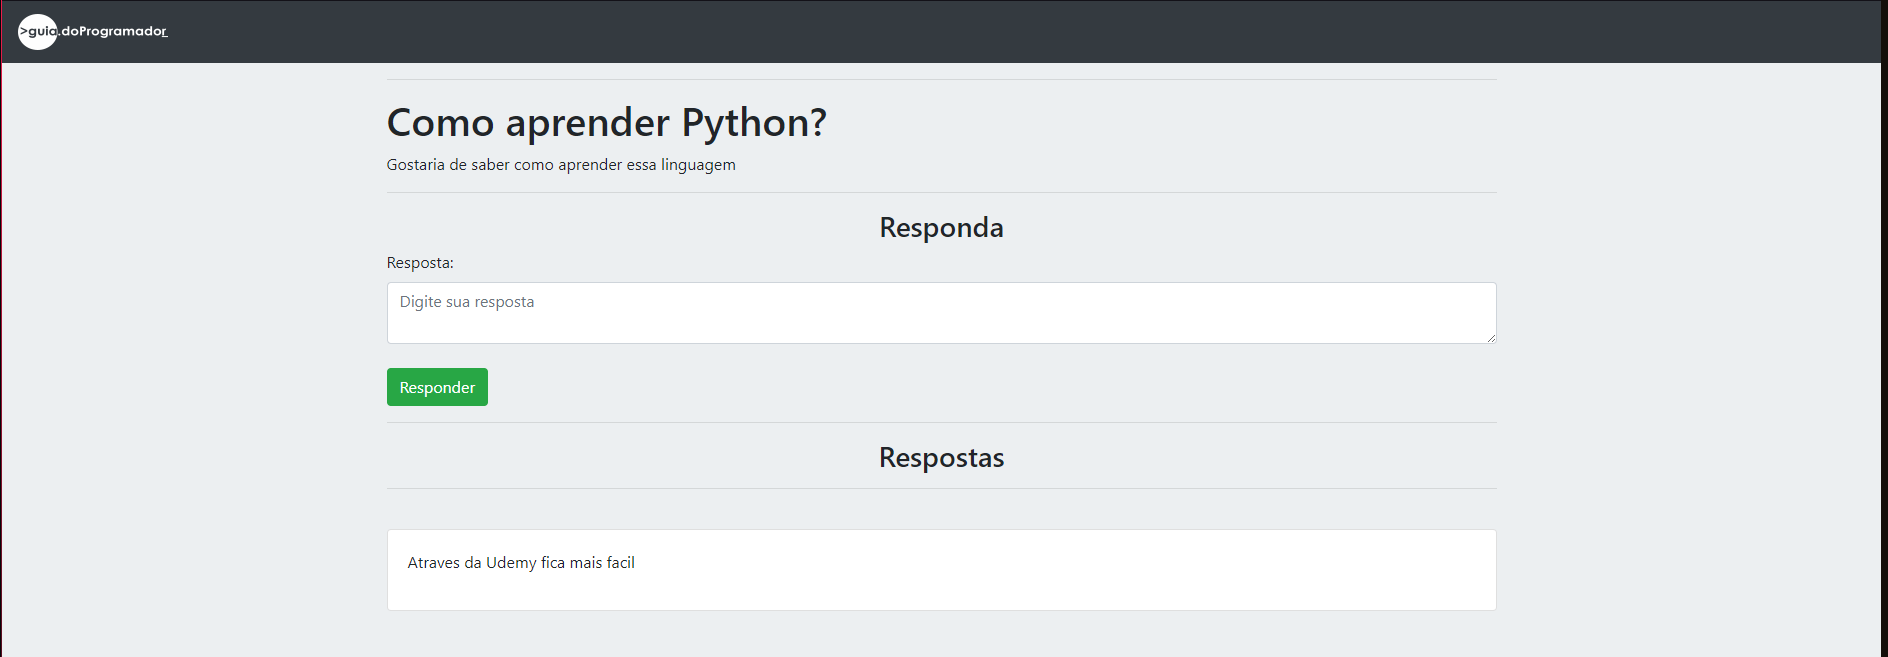 >guia.doProgramador_
Como aprender Python?
Gostaria de saber como aprender essa linguagem
Responda
Resposta:
Digite sua resposta
Responder
Respostas
Atraves da Udemy fica mais facil